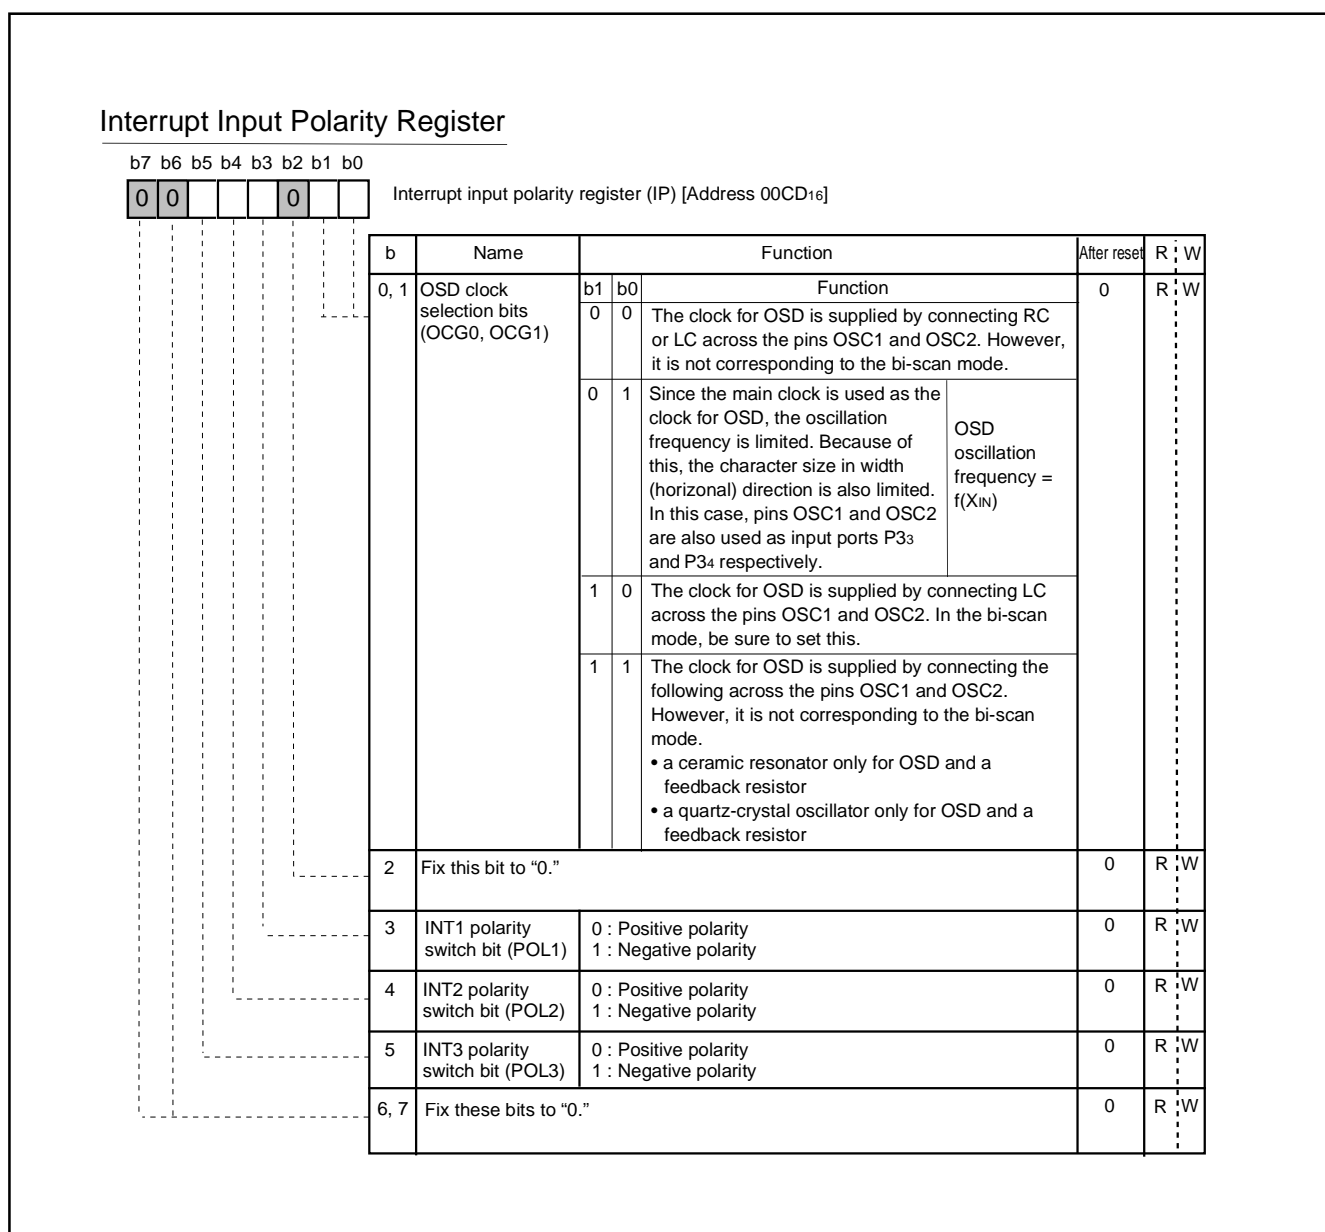 Interrupt Input Polarity Register
b7 b6 b5 b4 b3 b2 b1 b0
0 0 0
Interrupt input polarity register (IP) [Address 00CD16]
b Name Function After reset R W
0, 1 OSD clock
selection bits
(OCG0, OCG1)
b1 b0 Function
0 R W
0 0 The clock for OSD is supplied by connecting RC
or LC across the pins OSC1 and OSC2. However,
it is not corresponding to the bi-scan mode.
0 1 Since the main clock is used as the
clock for OSD, the oscillation
frequency is limited. Because of
this, the character size in width
(horizonal) direction is also limited.
In this case, pins OSC1 and OSC2
are also used as input ports P33
and P34 respectively.
OSD
oscillation
frequency =
f(XIN)
1 0 The clock for OSD is supplied by connecting LC
across the pins OSC1 and OSC2. In the bi-scan
mode, be sure to set this.
1 1 The clock for OSD is supplied by connecting the
following across the pins OSC1 and OSC2.
However, it is not corresponding to the bi-scan
mode.
• a ceramic resonator only for OSD and a
feedback resistor
• a quartz-crystal oscillator only for OSD and a
feedback resistor
2 Fix this bit to “0.” 0 R W
3 INT1 polarity
switch bit (POL1)
0 : Positive polarity
1 : Negative polarity
0 R W
4 INT2 polarity
switch bit (POL2)
0 : Positive polarity
1 : Negative polarity
0 R W
5 INT3 polarity
switch bit (POL3)
0 : Positive polarity
1 : Negative polarity
0 R W
6, 7 Fix these bits to “0.” 0 R W